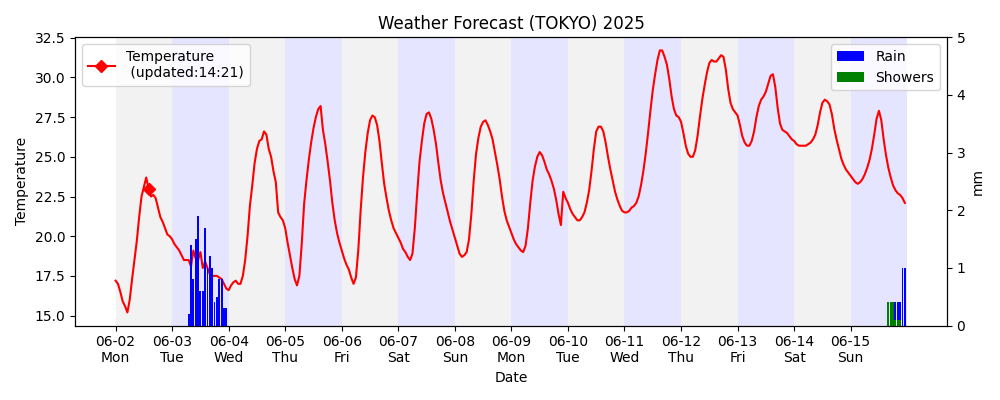 Weather Forecast (TOKYO) 2025
Temperature
(updated:14:21)
Rain
Showers
32.5
30.0
27.5
25.0
22.5
20.0
17.5
15.0
Temperature
5
4
3
2
1
0
mm
06-02 06-03 06-04 06-05 06-06 06-07 06-08 06-09 06-10 06-11 06-12 06-13 06-14 06-15
Mon Tue Wed Thu Fri Sat Sun Mon Tue Wed Thu Fri Sat Sun
Date